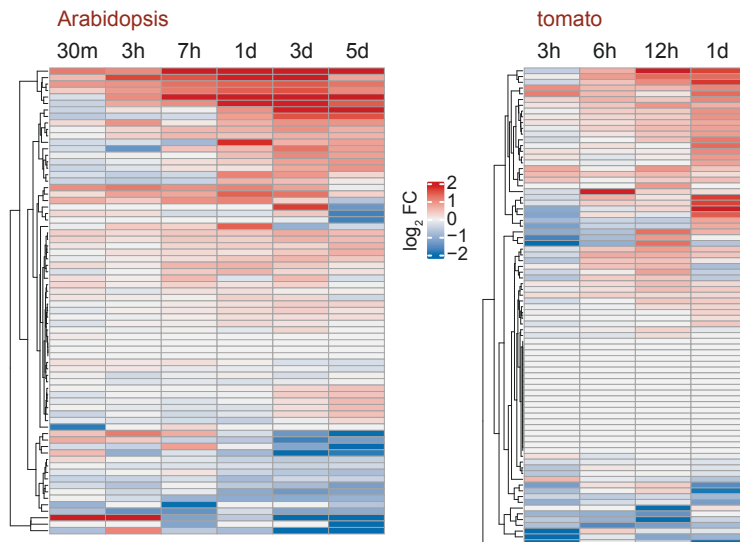 Arabidopsis
30m 3h 7h 1d 3d 5d
tomato
3h 6h 12h 1d
log2 FC
2
1
0
−1
−2